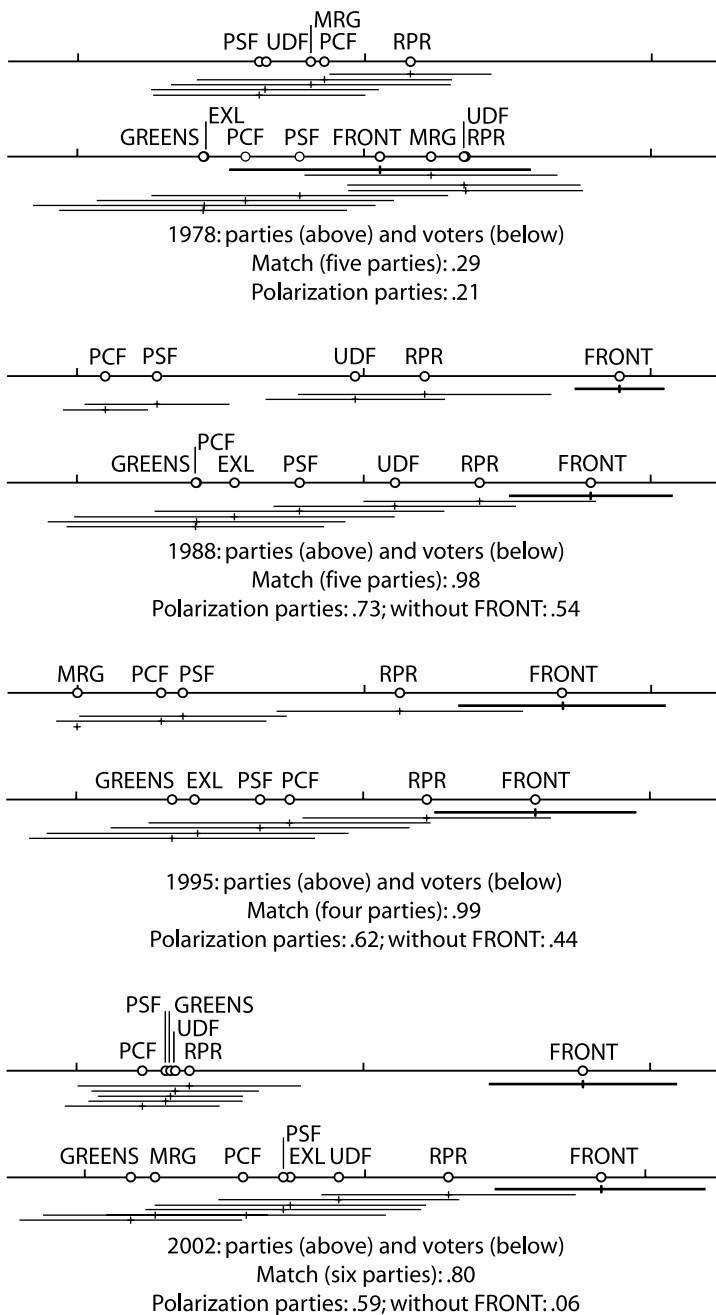 MRG
PSF UDF PCF RPR
EXL UDF
GREENS PCF PSF FRONT MRG RPR
1978: parties (above) and voters (below)
Match (five parties): .29
Polarization parties: .21
PCF PSF UDF RPR FRONT
PCF
GREENS EXL PSF UDF RPR FRONT
1988: parties (above) and voters (below)
Match (five parties): .98
Polarization parties: .73; without FRONT: .54
MRG PCF PSF RPR FRONT
GREENS EXL PSF PCF RPR FRONT
1995: parties (above) and voters (below)
Match (four parties): .99
Polarization parties: .62; without FRONT: .44
PSF GREENS
UDF
PCF RPR FRONT
PSF
GREENS MRG PCF EXL UDF RPR FRONT
2002: parties (above) and voters (below)
Match (six parties): .80
Polarization parties: .59; without FRONT: .06